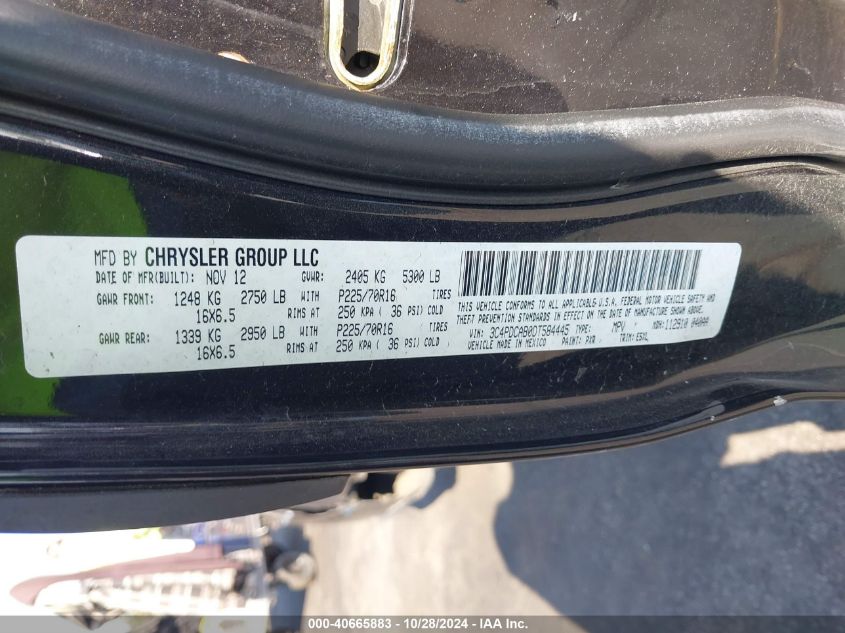 MFD BY CHRYSLER GROUP LLC
DATE OF MFR(BUILT): NOV 12 GVWR: 2405 KG 5300 LB
GAWR FRONT: 1248 KG 2750 LB WITH P225/70R16 TIRES
16X6.5 RIMS AT 250 KPA ( 36 PSI) COLD
GAWR REAR: 1339 KG 2950 LB WITH P225/70R16 TIRES
16X6.5 RIMS AT 250 KPA ( 36 PSI) COLD
THIS VEHICLE CONFORMS TO ALL APPLICABLE U.S.A. FEDERAL MOTOR VEHICLE SAFETY AND
THEFT PREVENTION STANDARDS IN EFFECT ON THE DATE OF MANUFACTURE SHOWN ABOVE.
VIN: 3C4PDCAB0DT584445 TYPE: MPV MDH: 112910
VEHICLE MADE IN MEXICO PAINT: PXR TRIM:
000-40665883 - 10/28/2024 - IAA Inc.